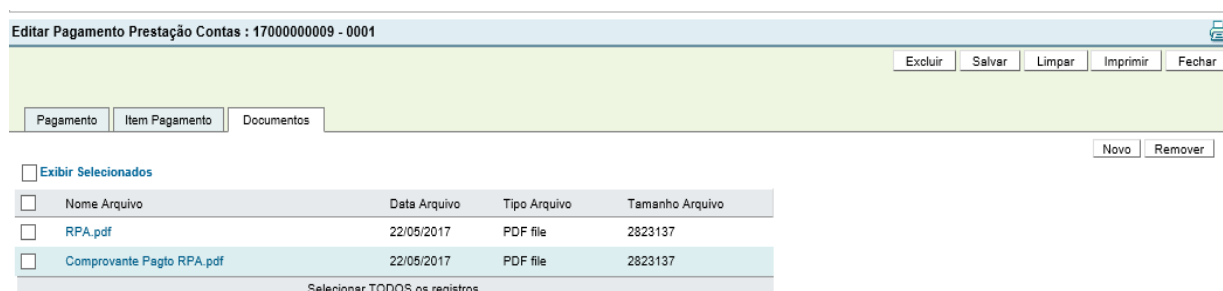 Editar Pagamento Prestação Contas : 17000000009 - 0001
Excluir Salvar Limpar Imprimir Fechar
Pagamento Item Pagamento Documentos
Novo Remover
Exibir Selecionados
Nome Arquivo Data Arquivo Tipo Arquivo Tamanho Arquivo
RPA.pdf 22/05/2017 PDF file 2823137
Comprovante Pagto RPA.pdf 22/05/2017 PDF file 2823137
Selecionar TODOS os registros